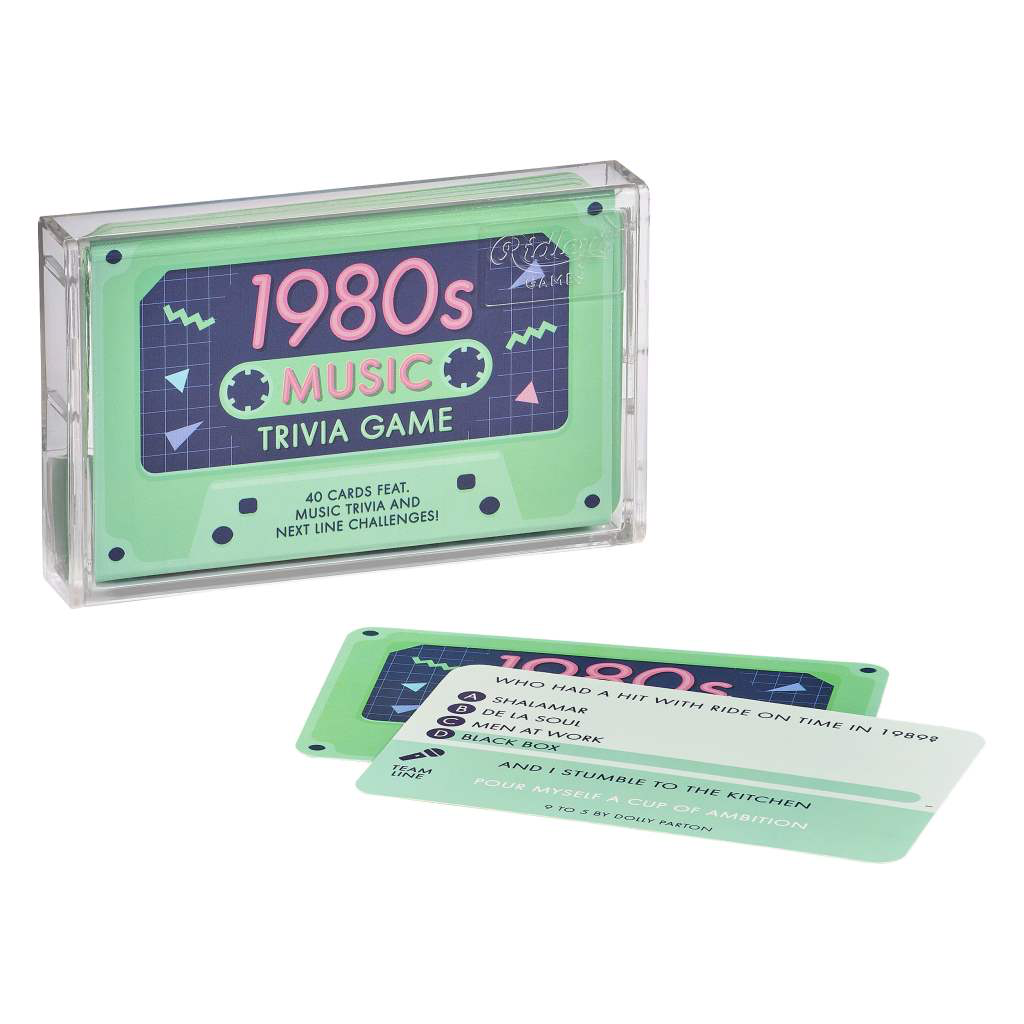 Ridley's
GAMES
1980s
MUSIC
TRIVIA GAME
40 CARDS FEAT.
MUSIC TRIVIA AND
NEXT LINE CHALLENGES!
1980s
WHO HAD A HIT WITH RIDE ON TIME IN 1989?
A SHALAMAR
B DE LA SOUL
C MEN AT WORK
D BLACK BOX
TEAM
LINE
AND I STUMBLE TO THE KITCHEN
POUR MYSELF A CUP OF AMBITION
9 TO 5 BY DOLLY PARTON